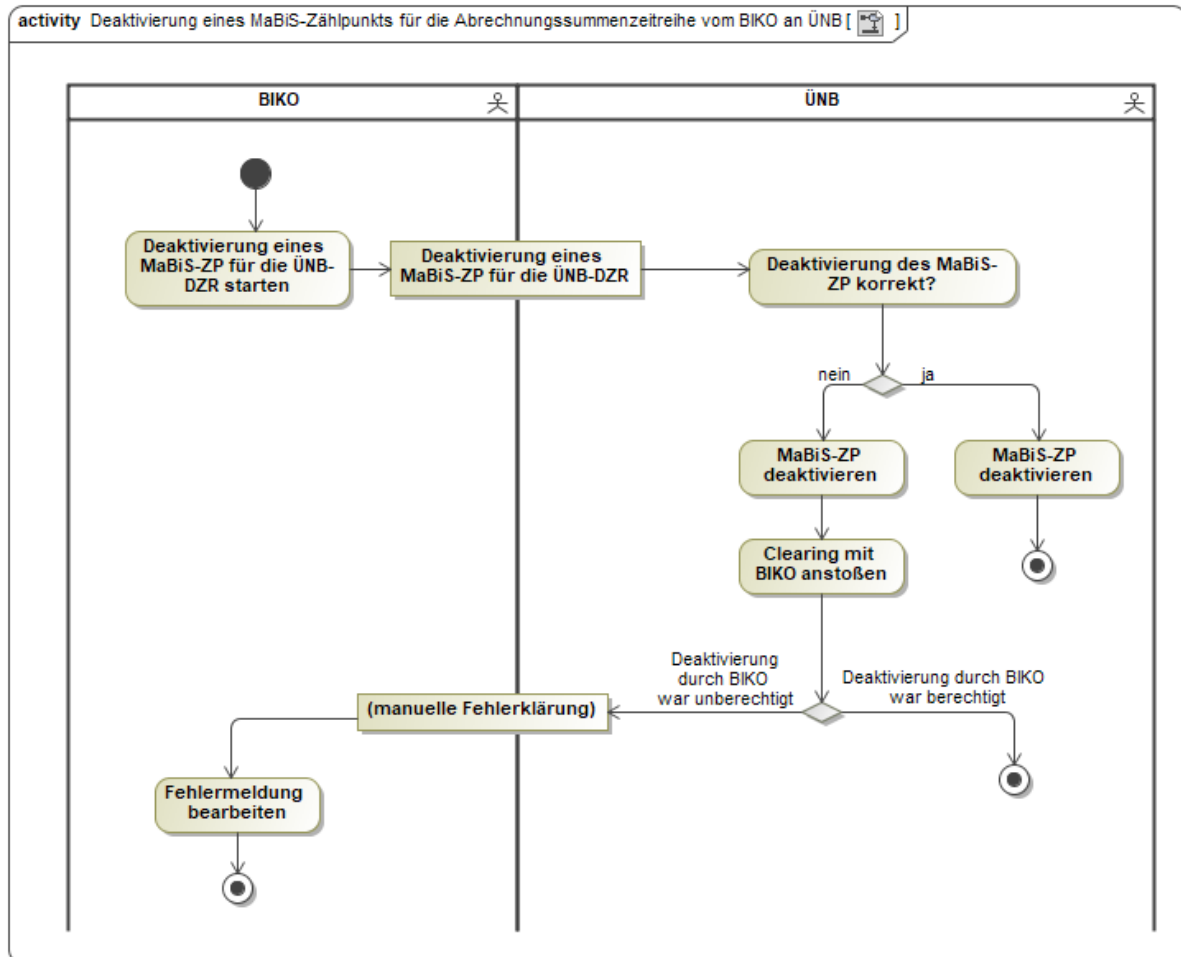 activity Deaktivierung eines MaBiS-Zählpunkts für die Abrechnungssummenzeitreihe vom BIKO an ÜNB [ ]
BIKO
ÜNB
Deaktivierung eines
MaBiS-ZP für die ÜNB-
DZR starten
Deaktivierung eines
MaBiS-ZP für die ÜNB-DZR
Deaktivierung des MaBiS-
ZP korrekt?
nein
ja
MaBiS-ZP
deaktivieren
MaBiS-ZP
deaktivieren
Clearing mit
BIKO anstoßen
Deaktivierung
durch BIKO
war unberechtigt
Deaktivierung durch BIKO
war berechtigt
(manuelle Fehlerklärung)
Fehlermeldung
bearbeiten